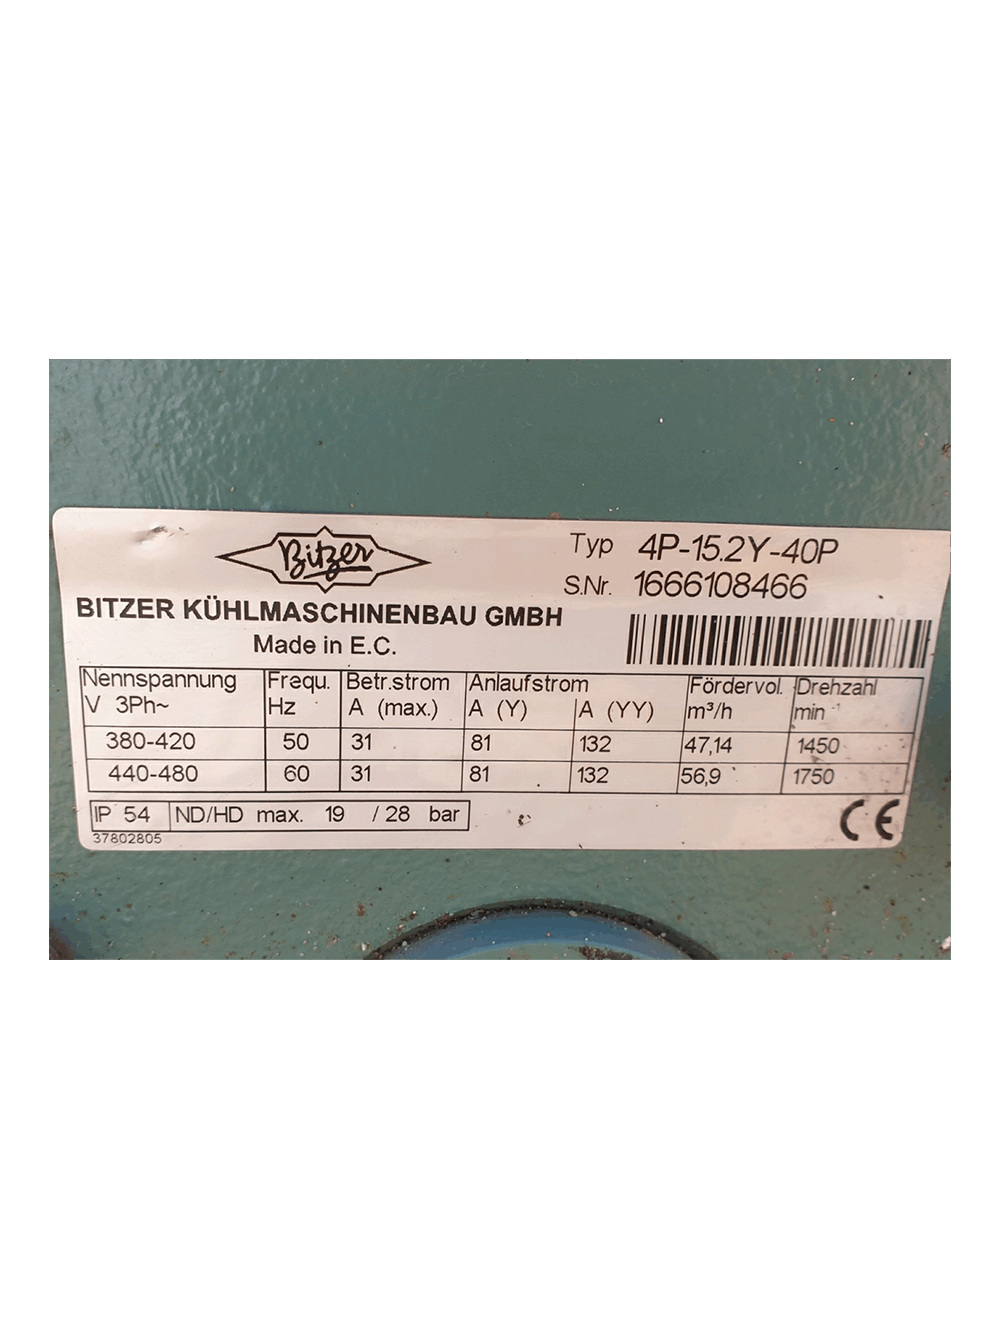 Bitzer
Typ 4P-15.2Y-40P
S.Nr. 1666108466
BITZER KÜHLMASCHINENBAU GMBH
Made in E.C.
Nennspannung Frequ. Betr.strom Anlaufstrom Fördervol. Drehzahl
V 3Ph~ Hz A (max.) A (Y) A (YY) m³/h min⁻¹
380-420 50 31 81 132 47,14 1450
440-480 60 31 81 132 56,9 1750
IP 54 ND/HD max. 19 / 28 bar
CE
37802805